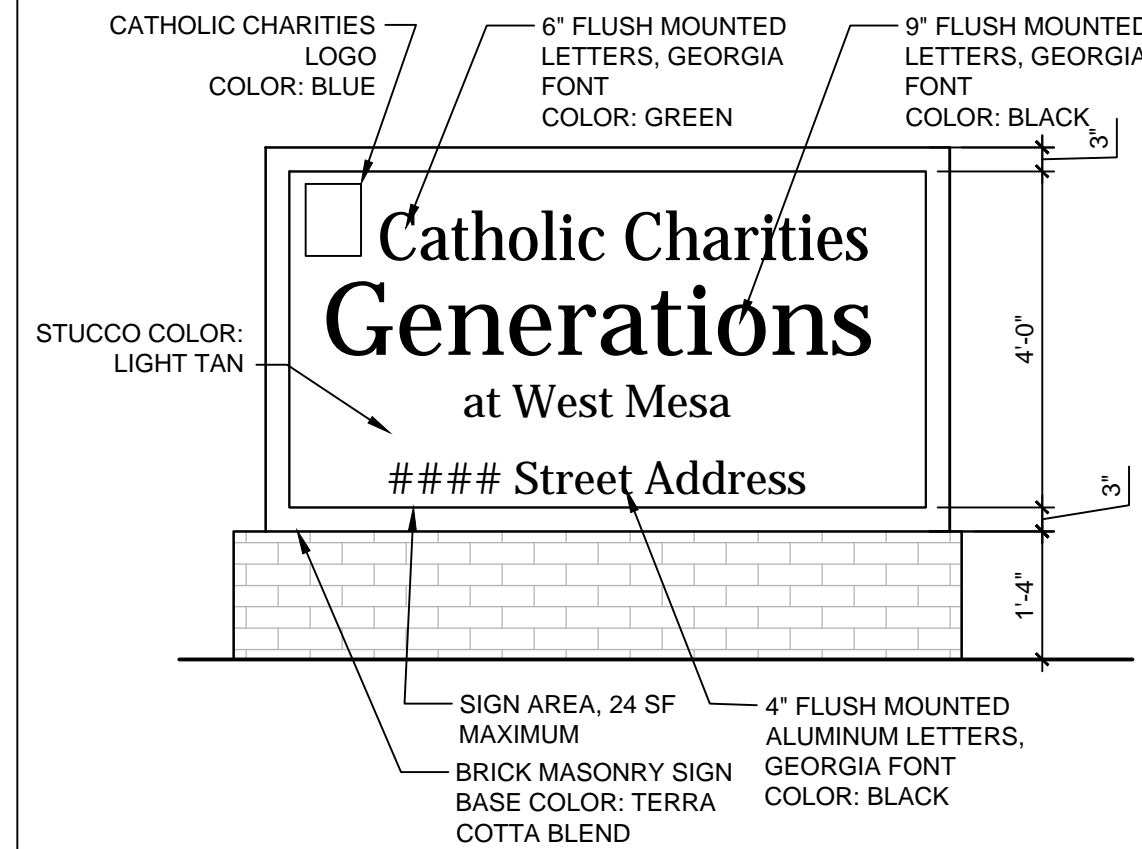 CATHOLIC CHARITIES
LOGO
COLOR: BLUE
6" FLUSH MOUNTED
LETTERS, GEORGIA
FONT
COLOR: GREEN
9" FLUSH MOUNTED
LETTERS, GEORGIA
FONT
COLOR: BLACK
3"
Catholic Charities
Generations
at West Mesa
#### Street Address
STUCCO COLOR:
LIGHT TAN
4'-0"
3"
1'-4"
SIGN AREA, 24 SF
MAXIMUM
BRICK MASONRY SIGN
BASE COLOR: TERRA
COTTA BLEND
4" FLUSH MOUNTED
ALUMINUM LETTERS,
GEORGIA FONT
COLOR: BLACK